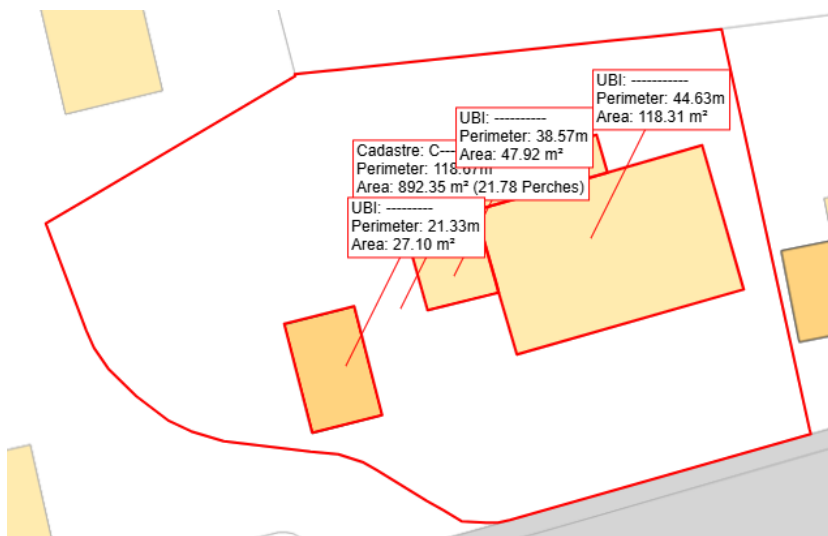 UBI: -----------
Perimeter: 44.63m
Area: 118.31 m²
UBI: ----------
Perimeter: 38.57m
Area: 47.92 m²
Cadastre: C---
Perimeter: 118.67m
Area: 892.35 m² (21.78 Perches)
UBI: ---------
Perimeter: 21.33m
Area: 27.10 m²